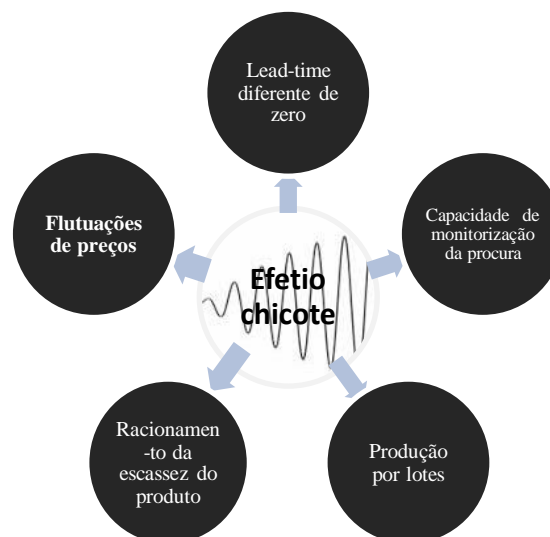 Lead-time
diferente de
zero
Flutuações
de preços
Capacidade de
monitorização
da procura
Efetio
chicote
Racionamen-
-to da
escassez do
produto
Produção
por lotes